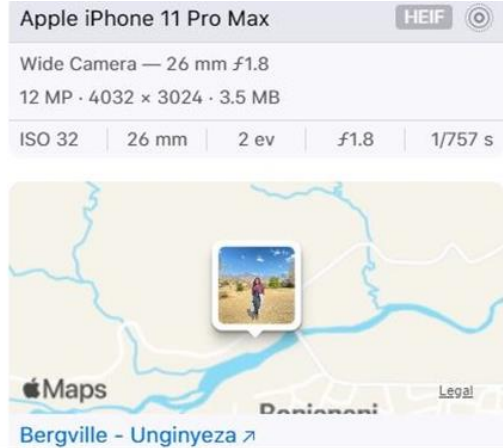 Apple iPhone 11 Pro Max HEIF
Wide Camera — 26 mm ƒ1.8
12 MP · 4032 × 3024 · 3.5 MB
ISO 32 26 mm 2 ev ƒ1.8 1/757 s
Maps Legal
Bergville - Unginyeza ↗